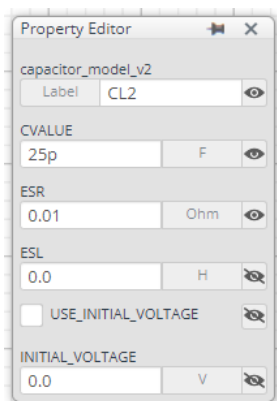 Property Editor
capacitor_model_v2
Label CL2
CVALUE
25p F
ESR
0.01 Ohm
ESL
0.0 H
USE_INITIAL_VOLTAGE
INITIAL_VOLTAGE
0.0 V